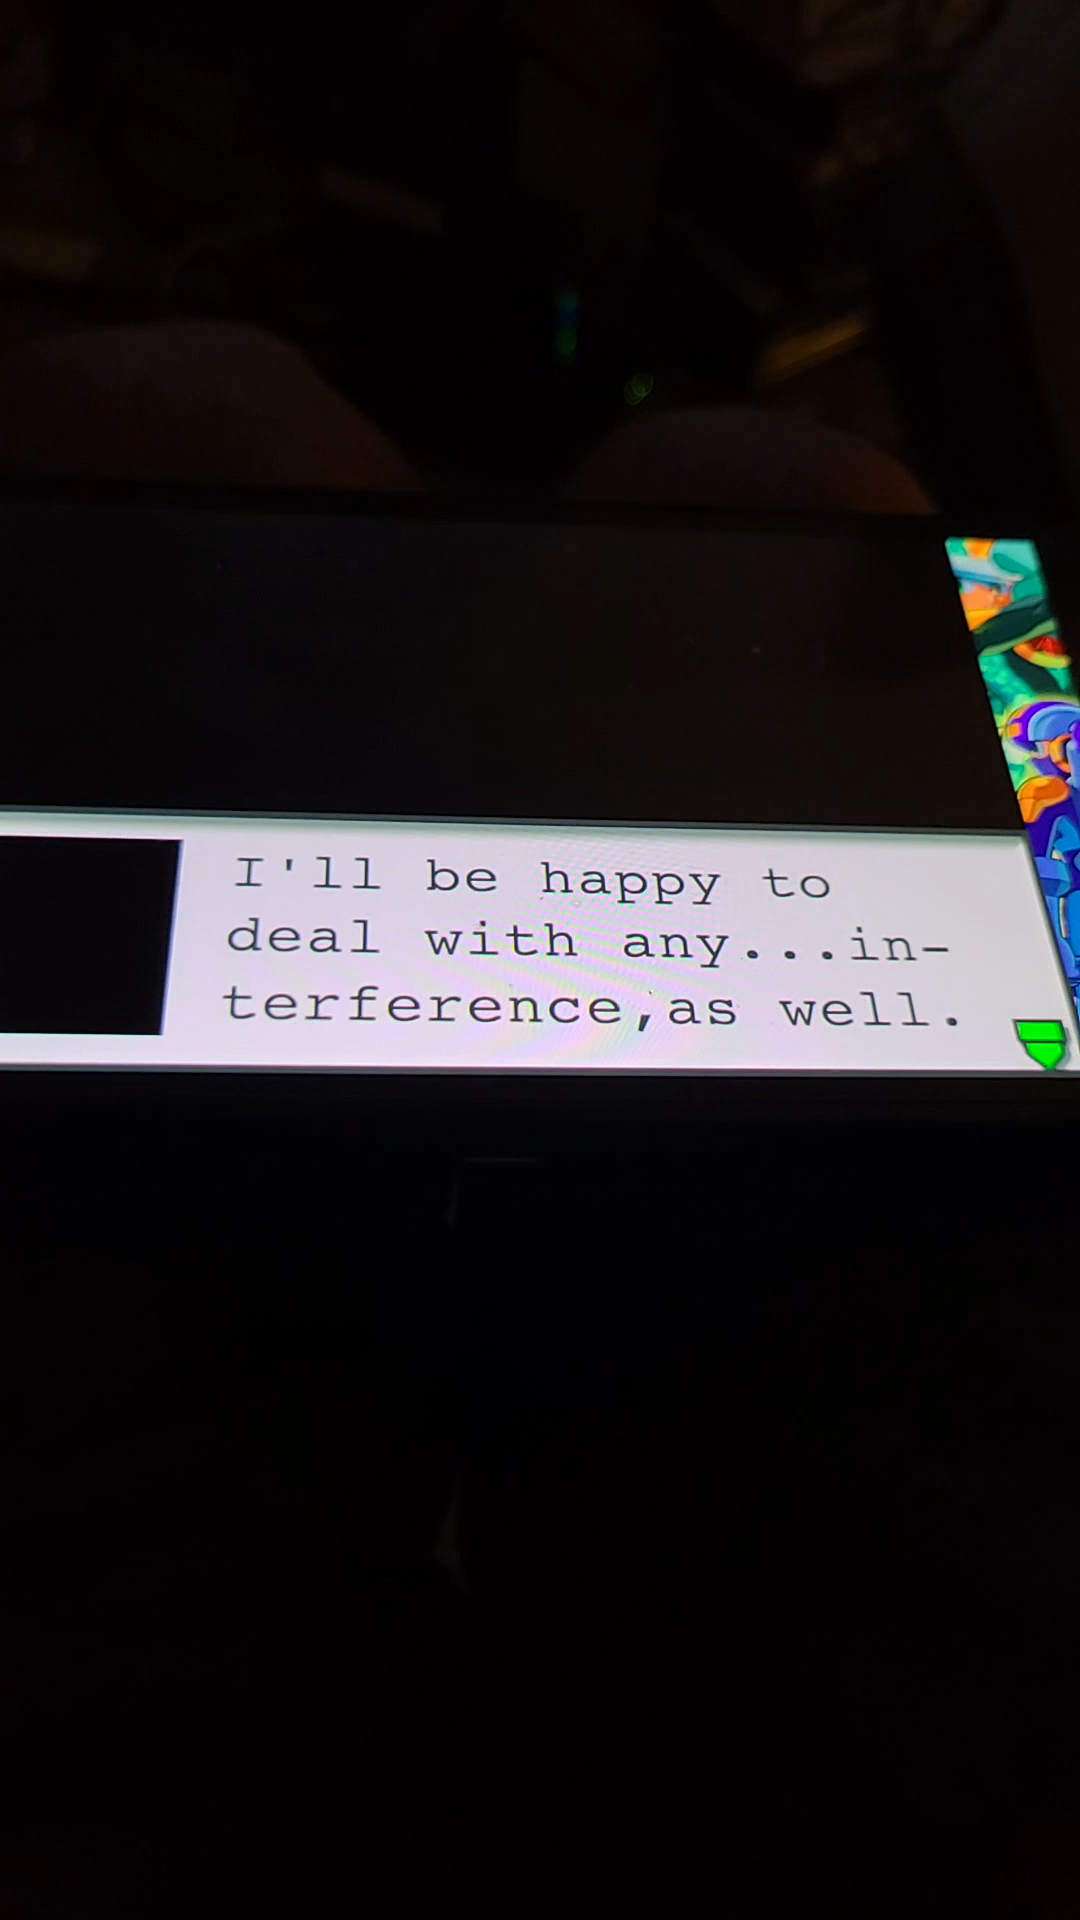 I'll be happy to
deal with any...in-
terference,as well.